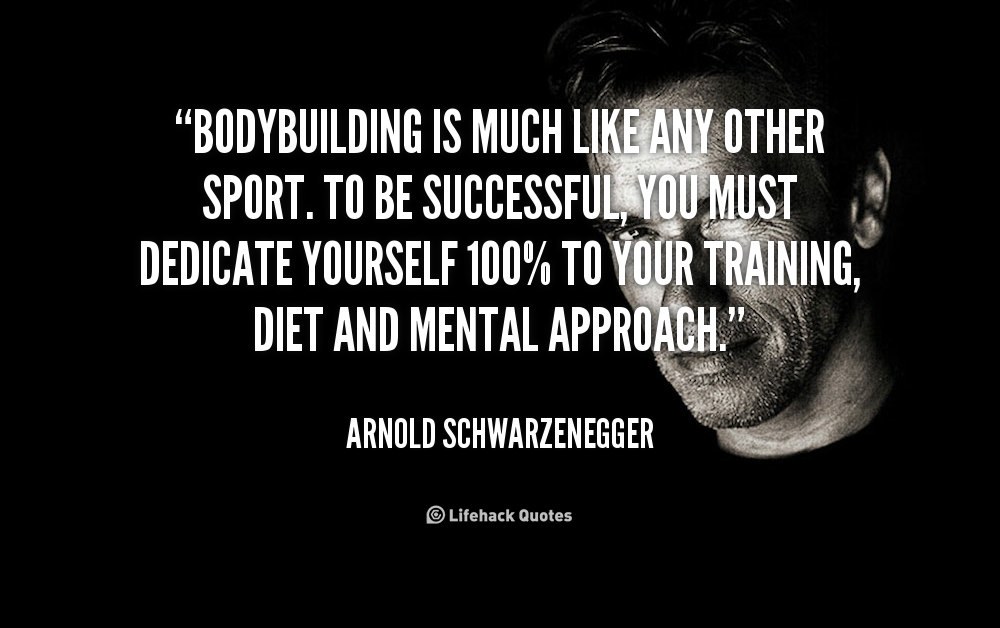 “BODYBUILDING IS MUCH LIKE ANY OTHER
SPORT. TO BE SUCCESSFUL, YOU MUST
DEDICATE YOURSELF 100% TO YOUR TRAINING,
DIET AND MENTAL APPROACH.”
ARNOLD SCHWARZENEGGER
Lifehack Quotes